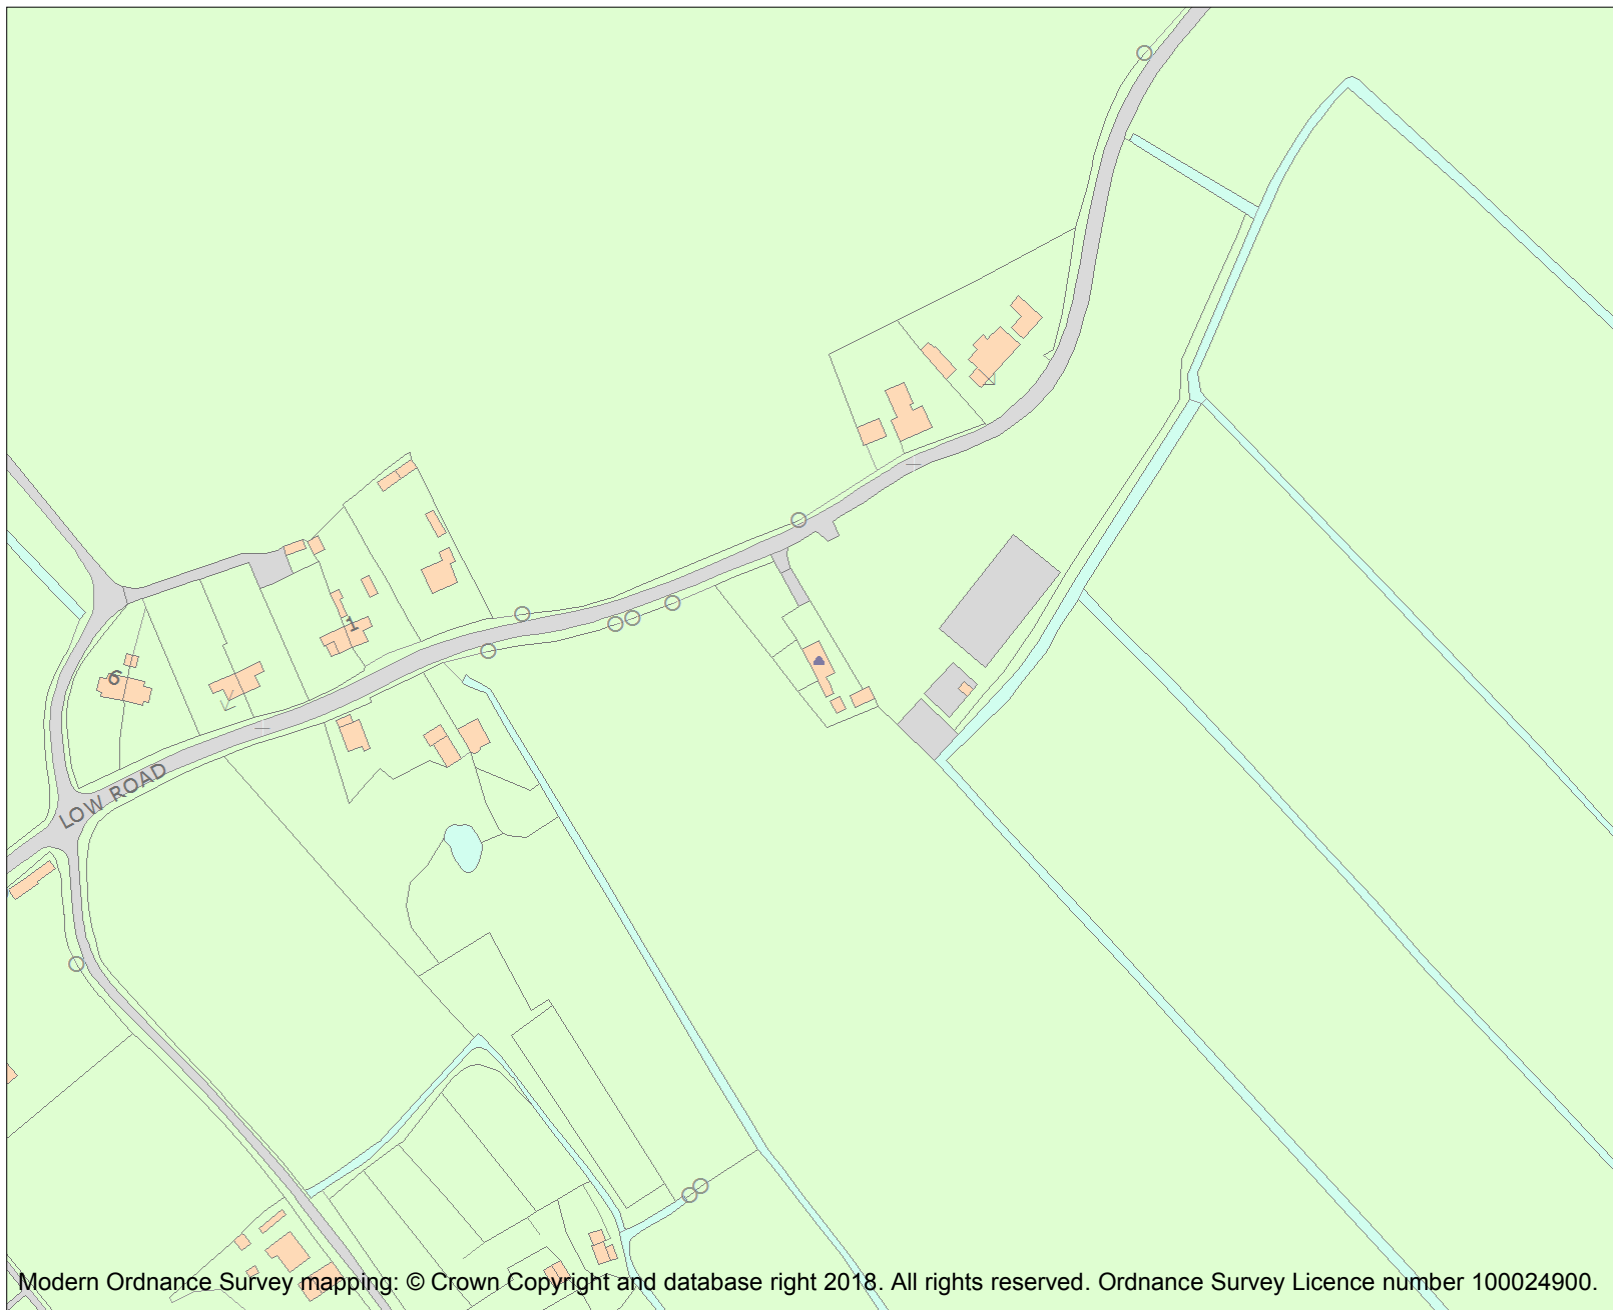 1
6
LOW ROAD
Modern Ordnance Survey mapping: © Crown Copyright and database right 2018. All rights reserved. Ordnance Survey Licence number 100024900.